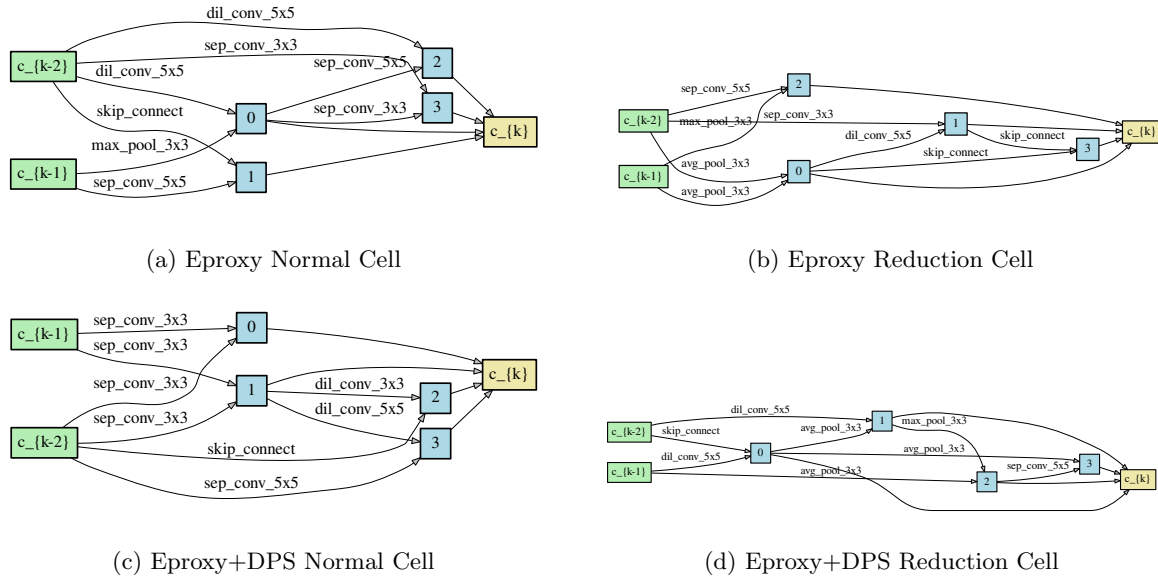 dil_conv_5x5
c_{k-2}
sep_conv_3x3
dil_conv_5x5
sep_conv_5x5
2
skip_connect
0
sep_conv_3x3
3
c_{k}
max_pool_3x3
c_{k-1}
sep_conv_5x5
1
(a) Eproxy Normal Cell
sep_conv_5x5
2
c_{k-2}
max_pool_3x3
sep_conv_3x3
1
c_{k}
dil_conv_5x5
skip_connect
3
avg_pool_3x3
skip_connect
c_{k-1}
0
avg_pool_3x3
(b) Eproxy Reduction Cell
c_{k-1}
sep_conv_3x3
0
sep_conv_3x3
c_{k}
sep_conv_3x3
1
dil_conv_3x3
2
sep_conv_3x3
dil_conv_5x5
c_{k-2}
skip_connect
3
sep_conv_5x5
(c) Eproxy+DPS Normal Cell
dil_conv_5x5
1
max_pool_3x3
c_{k-2}
skip_connect
avg_pool_3x3
0
avg_pool_3x3
3
dil_conv_5x5
c_{k-1}
avg_pool_3x3
sep_conv_5x5
2
c_{k}
(d) Eproxy+DPS Reduction Cell